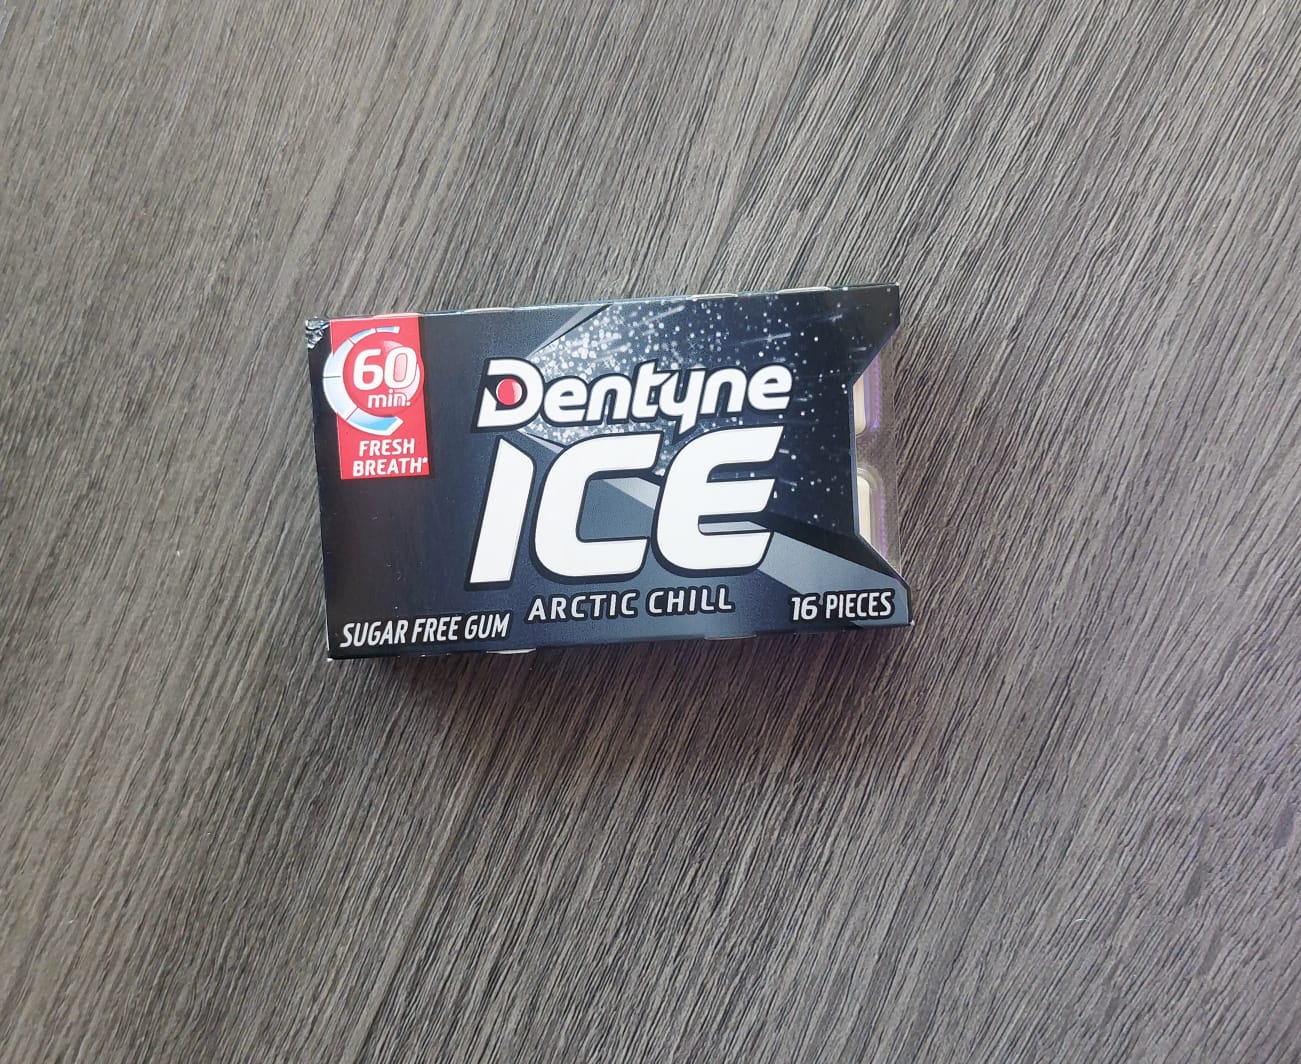 60
min.
FRESH
BREATH*
Dentyne
ICE
ARCTIC CHILL
SUGAR FREE GUM
16 PIECES